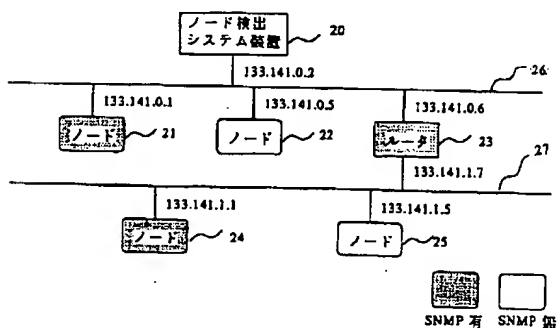 ノード検出
システム装置
20
133.141.0.2
26
133.141.0.1
133.141.0.5
133.141.0.6
ノード
21
ノード
22
ルータ
23
133.141.1.7
27
133.141.1.1
133.141.1.5
ノード
24
ノード
25
SNMP 有
SNMP 無